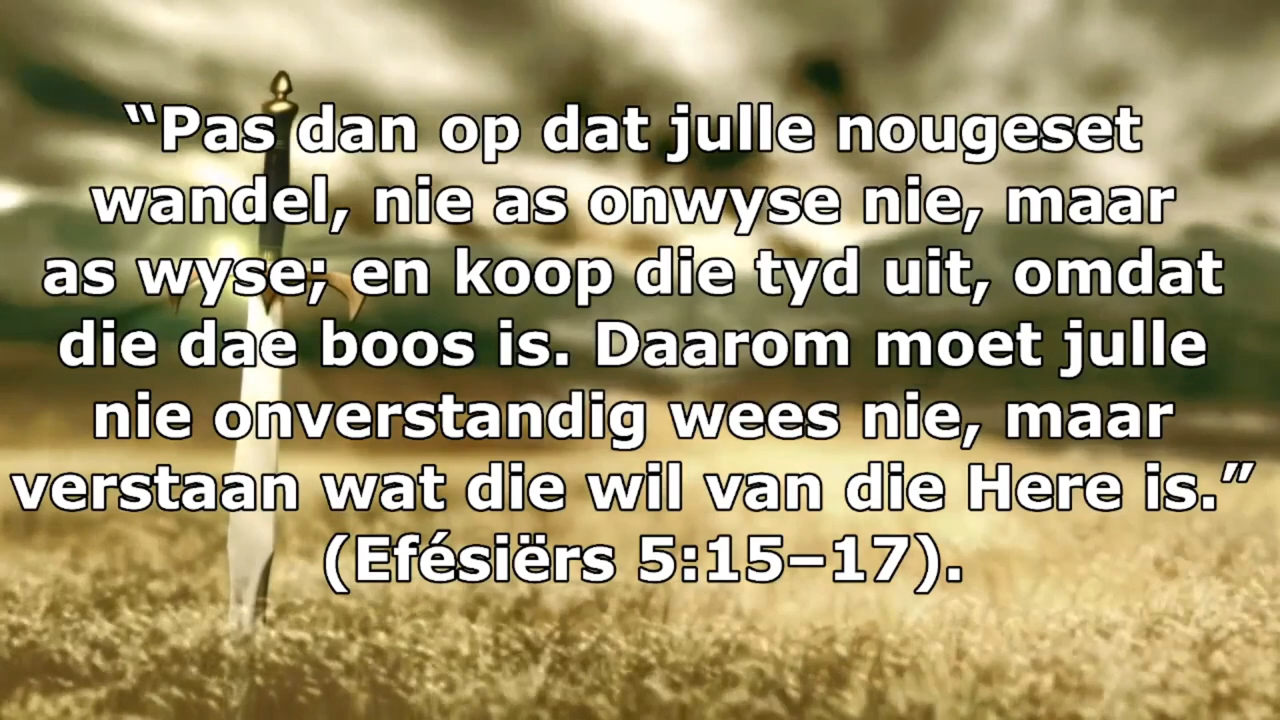 “Pas dan op dat julle nougeset
wandel, nie as onwyse nie, maar
as wyse; en koop die tyd uit, omdat
die dae boos is. Daarom moet julle
nie onverstandig wees nie, maar
verstaan wat die wil van die Here is.”
(Efésiërs 5:15–17).